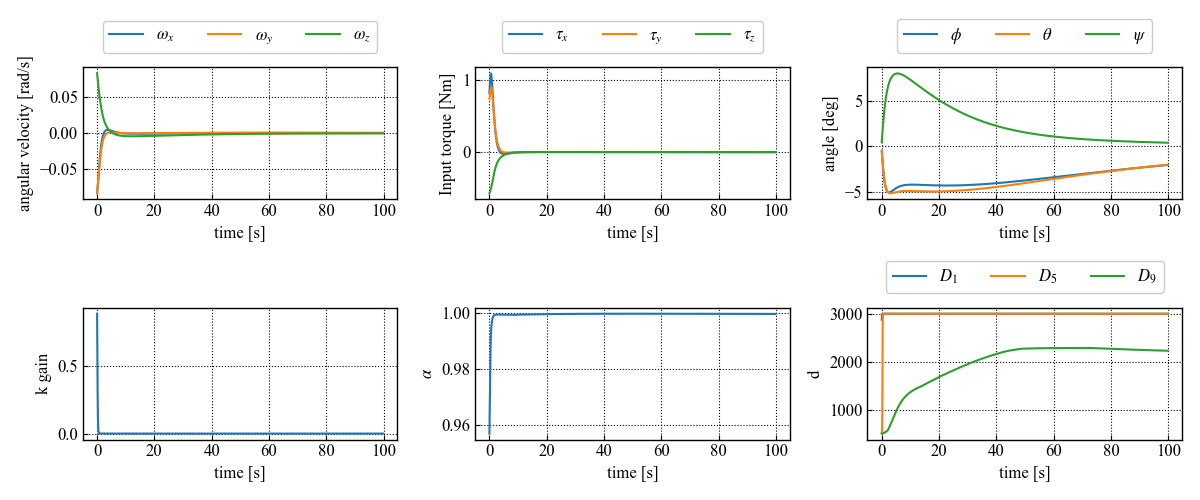 ωx ωy ωz
angular velocity [rad/s]
0.05
0.00
−0.05
0 20 40 60 80 100
time [s]
τx τy τz
Input torque [Nm]
1
0
0 20 40 60 80 100
time [s]
ϕ θ ψ
angle [deg]
5
0
−5
0 20 40 60 80 100
time [s]
k gain
0.5
0.0
0 20 40 60 80 100
time [s]
α
1.00
0.98
0.96
0 20 40 60 80 100
time [s]
D1 D5 D9
d
3000
2000
1000
0 20 40 60 80 100
time [s]